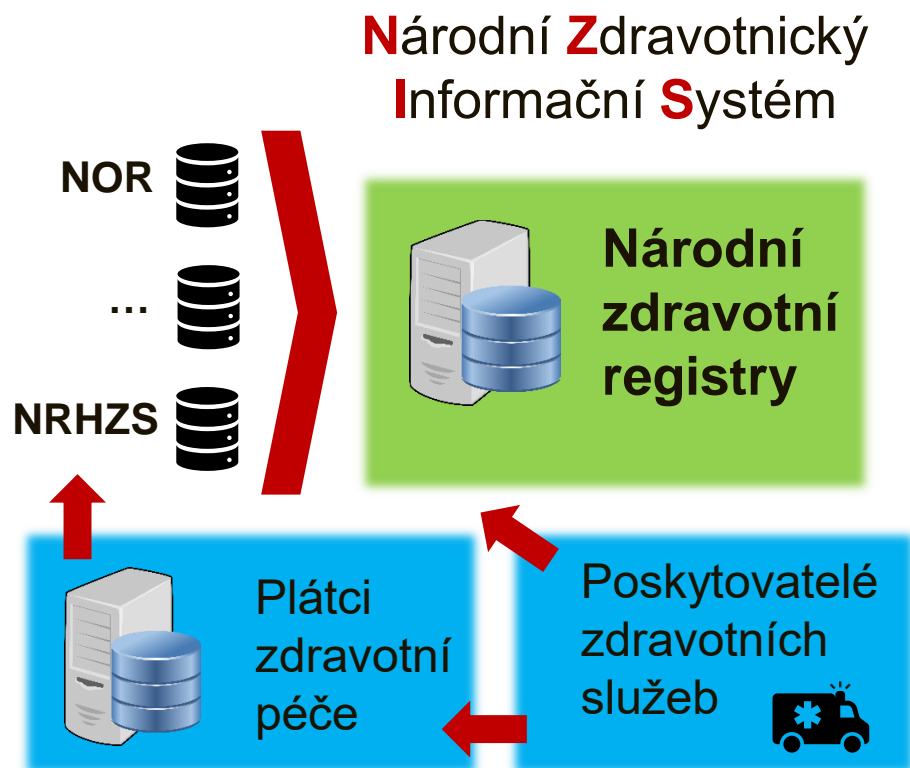 Národní Zdravotnický
Informační Systém
NOR
...
NRHZS
Národní
zdravotní
registry
Plátci
zdravotní
péče
Poskytovatelé
zdravotních
služeb